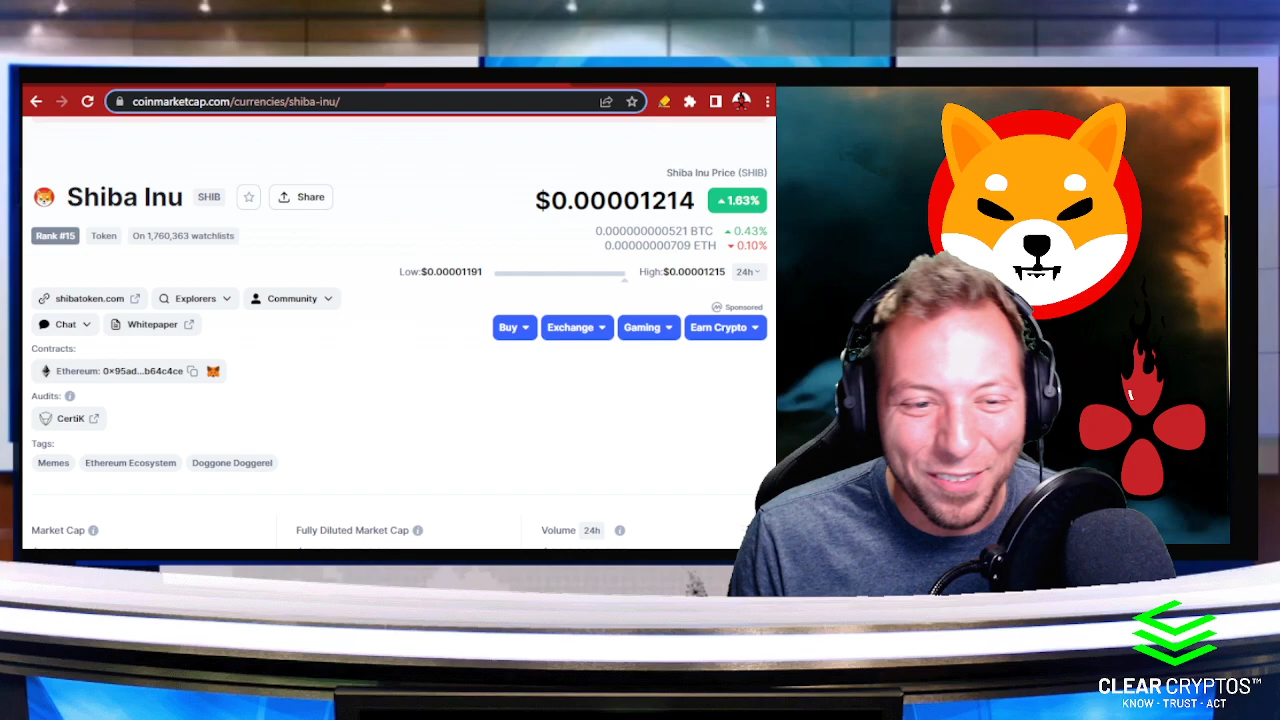 coinmarketcap.com/currencies/shiba-inu/
Shiba Inu Price (SHIB)
Shiba Inu SHIB Share
$0.00001214 1.63%
Rank #15 Token On 1,760,363 watchlists
0.000000000521 BTC 0.43%
0.00000000709 ETH 0.10%
Low:$0.00001191 High:$0.00001215 24h
shibatoken.com Explorers Community
Sponsored
Chat Whitepaper
Buy Exchange Gaming Earn Crypto
Contracts:
Ethereum: 0x95ad...b64c4ce
Audits:
CertiK
Tags:
Memes Ethereum Ecosystem Doggone Doggerel
Market Cap Fully Diluted Market Cap Volume 24h
CLEAR CRYPTOS™
KNOW - TRUST - ACT